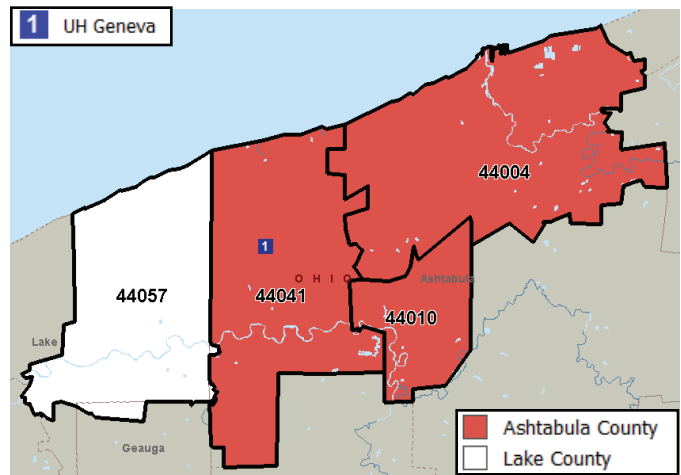 1 UH Geneva
44004
1
OHIO
Ashtabula
44057
44041
44010
Lake
Geauga
Ashtabula County
Lake County